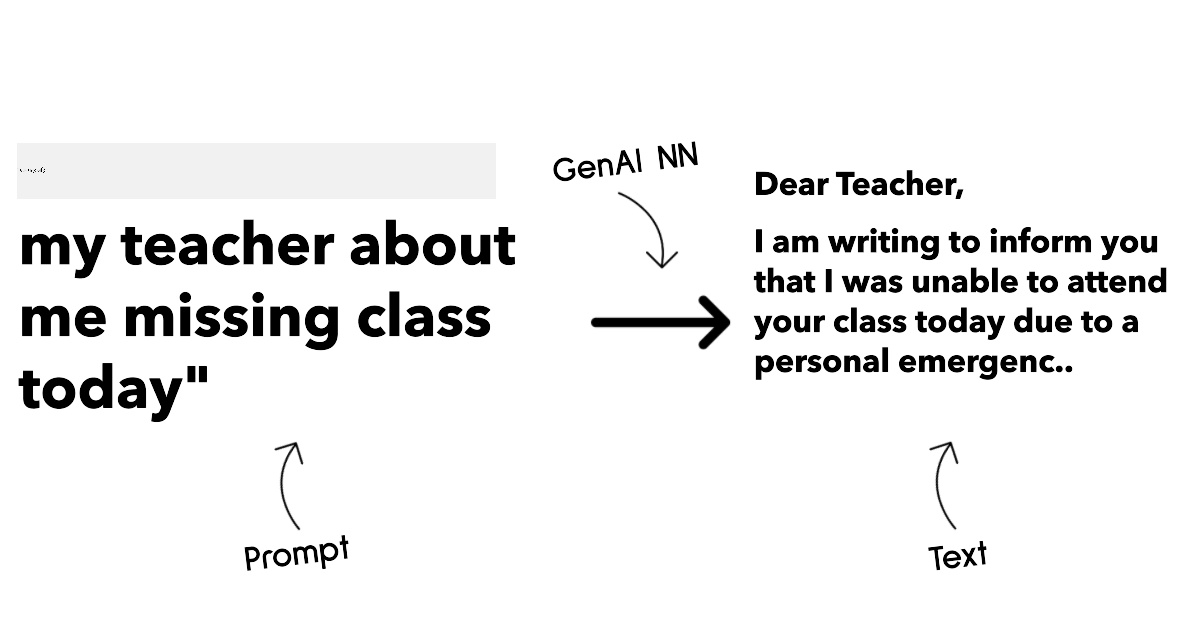 my teacher about
me missing class
today"
GenAI NN
Dear Teacher,
I am writing to inform you
that I was unable to attend
your class today due to a
personal emergenc..
Prompt
Text